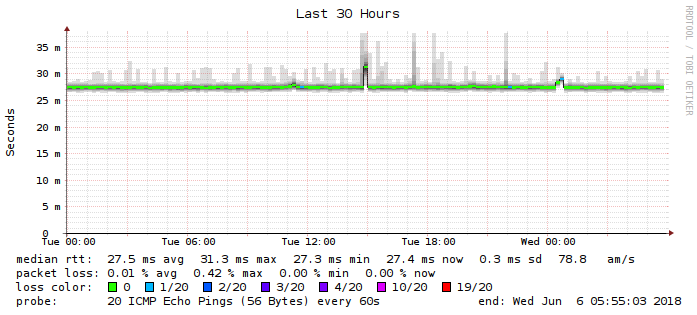 Last 30 Hours
RRDTOOL / TOBI OETIKER
Seconds
35 m
30 m
25 m
20 m
15 m
10 m
5 m
0
Tue 00:00 Tue 06:00 Tue 12:00 Tue 18:00 Wed 00:00
median rtt: 27.5 ms avg 31.3 ms max 27.3 ms min 27.4 ms now 0.3 ms sd 78.8 am/s
packet loss: 0.01 % avg 0.42 % max 0.00 % min 0.00 % now
loss color: 0 1/20 2/20 3/20 4/20 10/20 19/20
probe: 20 ICMP Echo Pings (56 Bytes) every 60s end: Wed Jun 6 05:55:03 2018